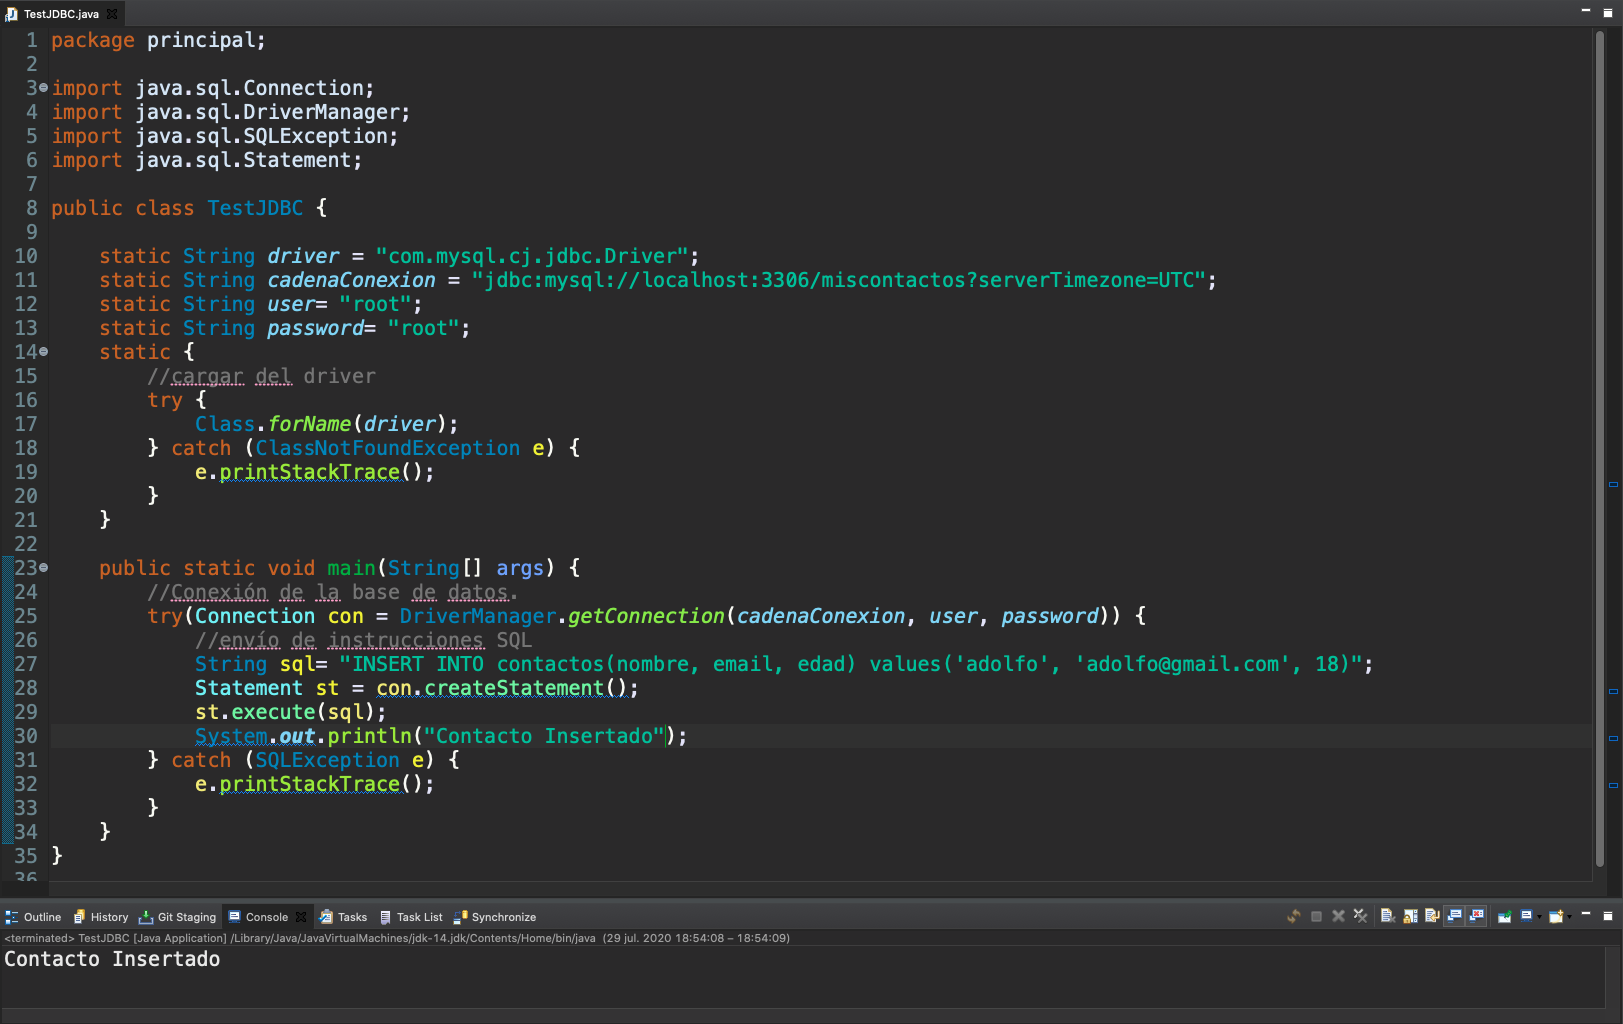 TestJDBC.java
1 package principal;
2
3 import java.sql.Connection;
4 import java.sql.DriverManager;
5 import java.sql.SQLException;
6 import java.sql.Statement;
7
8 public class TestJDBC {
9
10     static String driver = "com.mysql.cj.jdbc.Driver";
11     static String cadenaConexion = "jdbc:mysql://localhost:3306/miscontactos?serverTimezone=UTC";
12     static String user= "root";
13     static String password= "root";
14     static {
15         //cargar del driver
16         try {
17             Class.forName(driver);
18         } catch (ClassNotFoundException e) {
19             e.printStackTrace();
20         }
21     }
22
23     public static void main(String[] args) {
24         //Conexión de la base de datos.
25         try(Connection con = DriverManager.getConnection(cadenaConexion, user, password)) {
26             //envío de instrucciones SQL
27             String sql= "INSERT INTO contactos(nombre, email, edad) values('adolfo', 'adolfo@gmail.com', 18)";
28             Statement st = con.createStatement();
29             st.execute(sql);
30             System.out.println("Contacto Insertado");
31         } catch (SQLException e) {
32             e.printStackTrace();
33         }
34     }
35 }
36
Outline History Git Staging Console Tasks Task List Synchronize
<terminated> TestJDBC [Java Application] /Library/Java/JavaVirtualMachines/jdk-14.jdk/Contents/Home/bin/java (29 jul. 2020 18:54:08 – 18:54:09)
Contacto Insertado